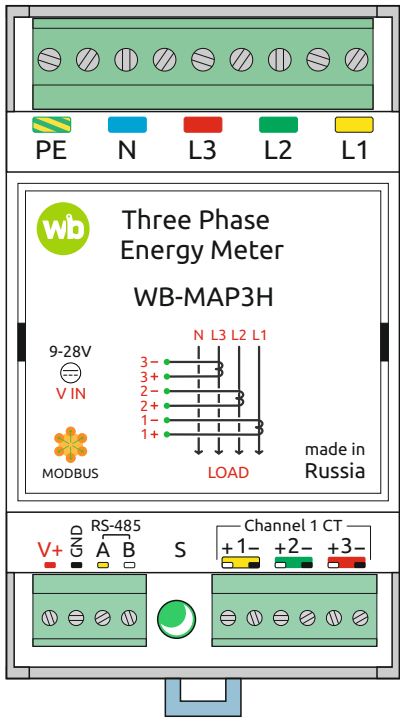 PE N L3 L2 L1
wb
Three Phase
Energy Meter
WB-MAP3H
9-28V
V IN
N L3 L2 L1
3-
3+
2-
2+
1-
1+
LOAD
MODBUS
made in
Russia
RS-485
Channel 1 CT
V+ GND A B S +1- +2- +3-